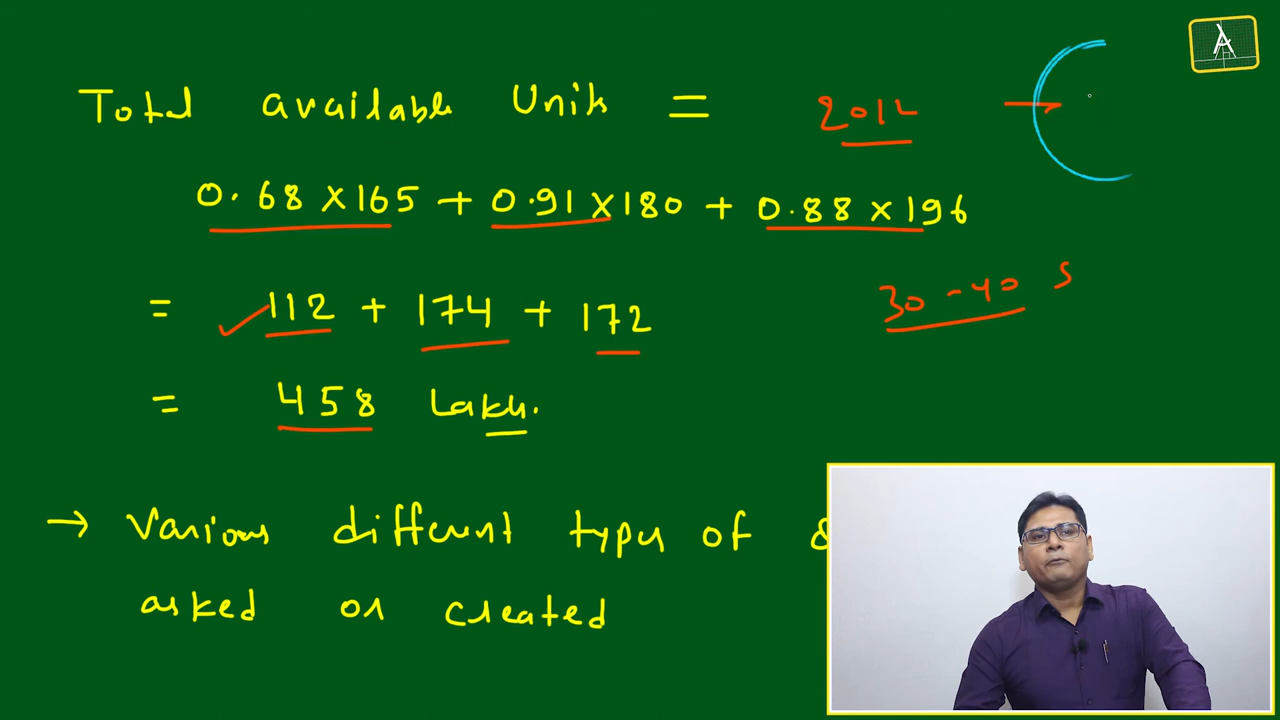 Total available Units = 2012 →
0.68 x 165 + 0.91 x 180 + 0.88 x 196
= 112 + 174 + 172
30 - 40 s
= 458 Lakh.
→ Various different types of
asked or created